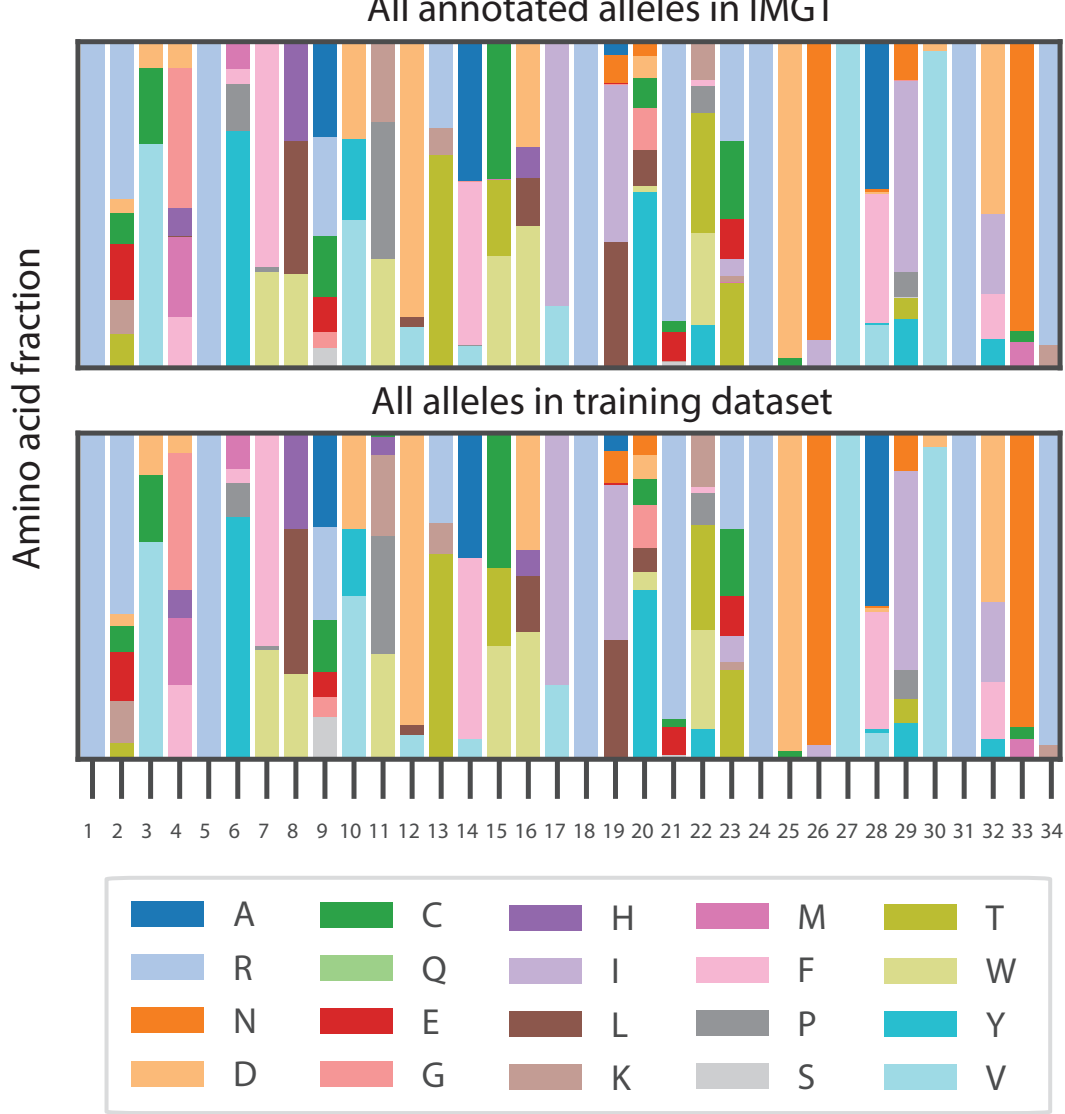 All annotated alleles in IMGT
Amino acid fraction
All alleles in training dataset
1 2 3 4 5 6 7 8 9 10 11 12 13 14 15 16 17 18 19 20 21 22 23 24 25 26 27 28 29 30 31 32 33 34
A C H M T
R Q I F W
N E L P Y
D G K S V